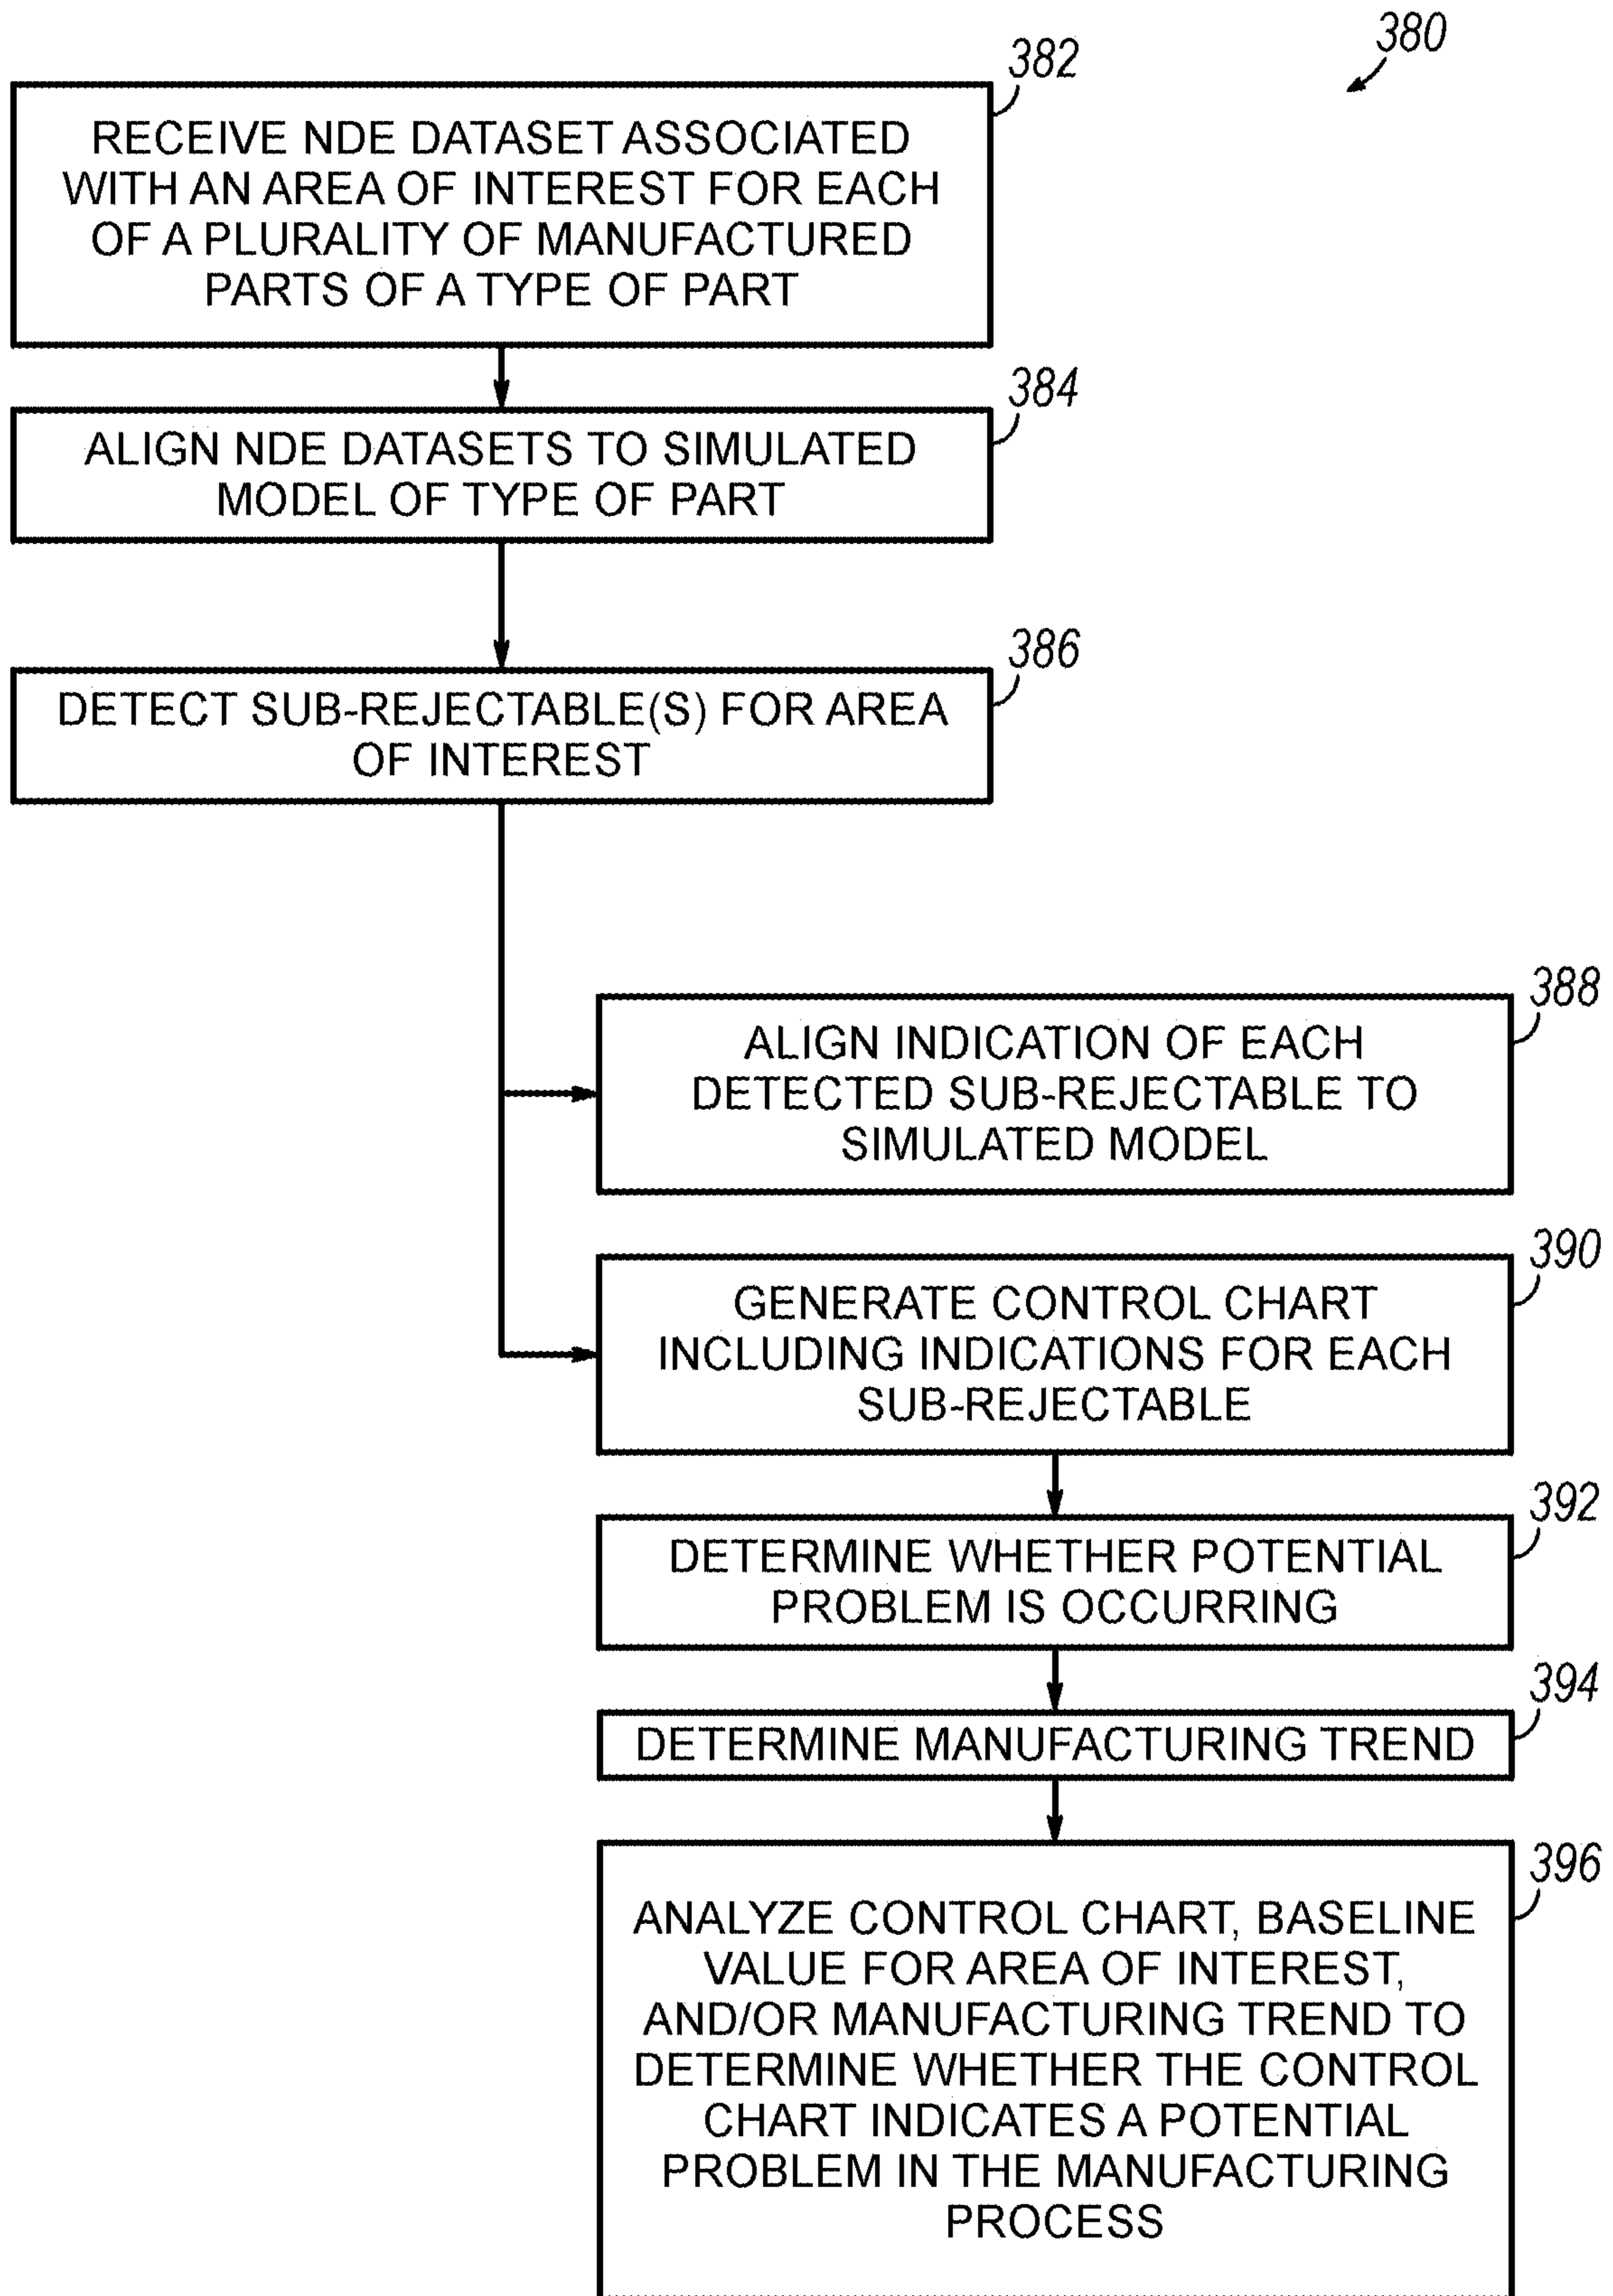 380
382
RECEIVE NDE DATASET ASSOCIATED
WITH AN AREA OF INTEREST FOR EACH
OF A PLURALITY OF MANUFACTURED
PARTS OF A TYPE OF PART
384
ALIGN NDE DATASETS TO SIMULATED
MODEL OF TYPE OF PART
386
DETECT SUB-REJECTABLE(S) FOR AREA
OF INTEREST
388
ALIGN INDICATION OF EACH
DETECTED SUB-REJECTABLE TO
SIMULATED MODEL
390
GENERATE CONTROL CHART
INCLUDING INDICATIONS FOR EACH
SUB-REJECTABLE
392
DETERMINE WHETHER POTENTIAL
PROBLEM IS OCCURRING
394
DETERMINE MANUFACTURING TREND
396
ANALYZE CONTROL CHART, BASELINE
VALUE FOR AREA OF INTEREST,
AND/OR MANUFACTURING TREND TO
DETERMINE WHETHER THE CONTROL
CHART INDICATES A POTENTIAL
PROBLEM IN THE MANUFACTURING
PROCESS